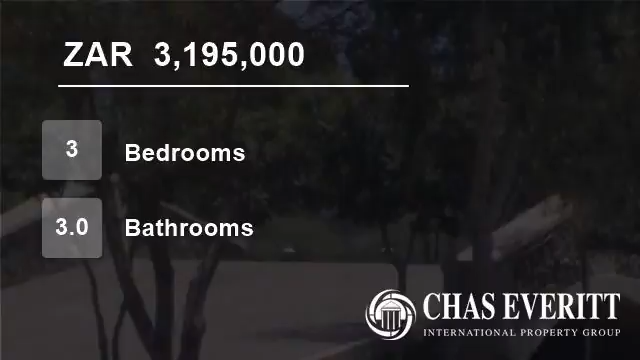 ZAR 3,195,000
3
Bedrooms
3.0
Bathrooms
CHAS EVERITT
INTERNATIONAL PROPERTY GROUP